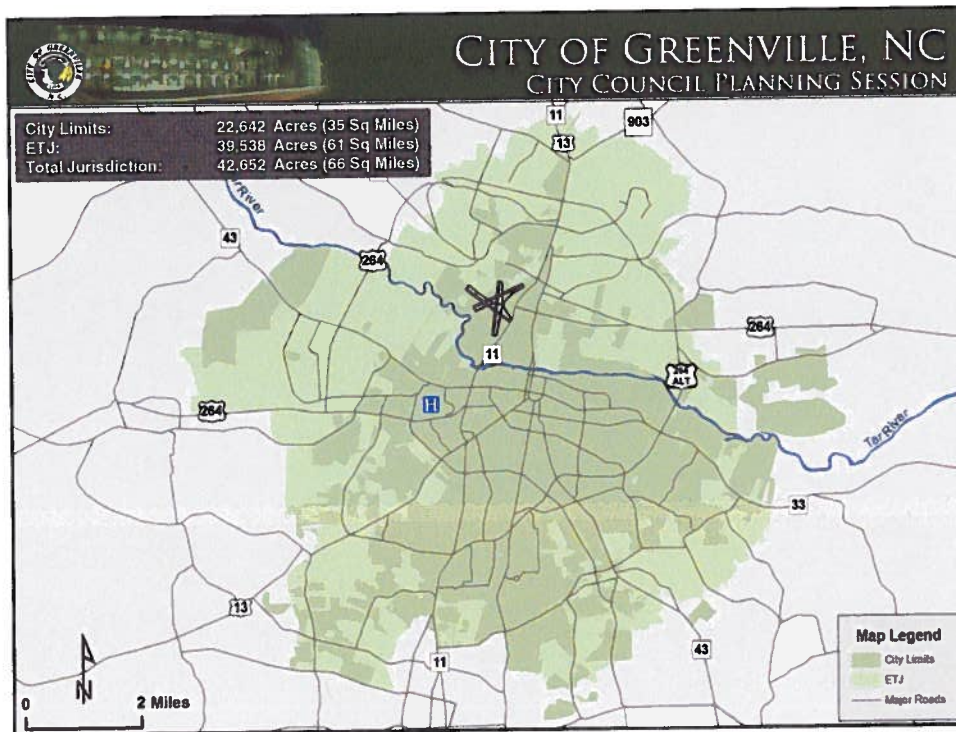 CITY OF GREENVILLE, NC
CITY COUNCIL PLANNING SESSION
CITY OF GREENVILLE
N.C.
City Limits: 22,642 Acres (35 Sq Miles)
ETJ: 39,538 Acres (61 Sq Miles)
Total Jurisdiction: 42,652 Acres (66 Sq Miles)
11
903
13
River
43
264
264
11
264
ALT
H
264
Tar River
33
13
11
43
N
0 2 Miles
Map Legend
City Limits
ETJ
Major Roads